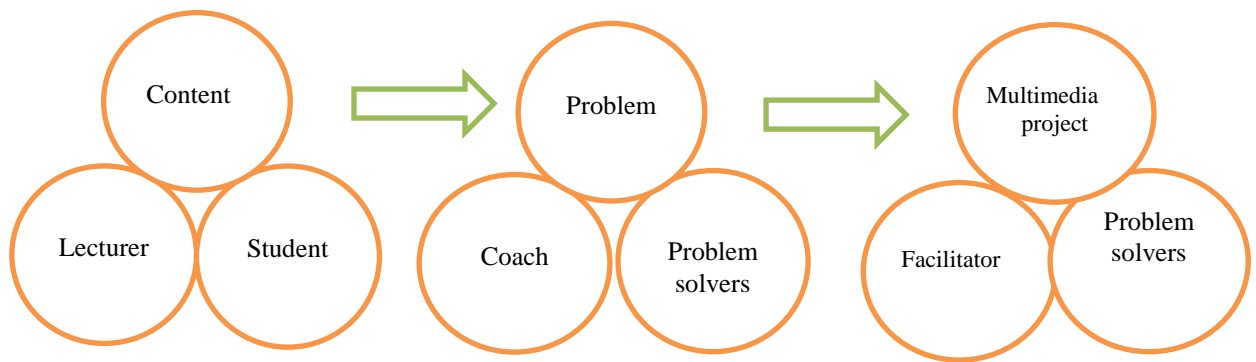 Content
Lecturer
Student
Problem
Coach
Problem
solvers
Multimedia
project
Facilitator
Problem
solvers